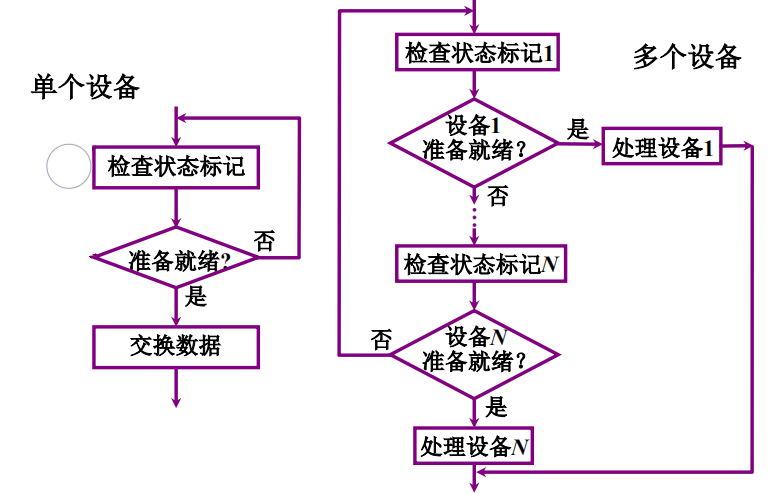 单个设备
检查状态标记
准备就绪?
否
是
交换数据
多个设备
检查状态标记1
设备1
准备就绪?
是
处理设备1
否
检查状态标记N
设备N
准备就绪?
否
是
处理设备N